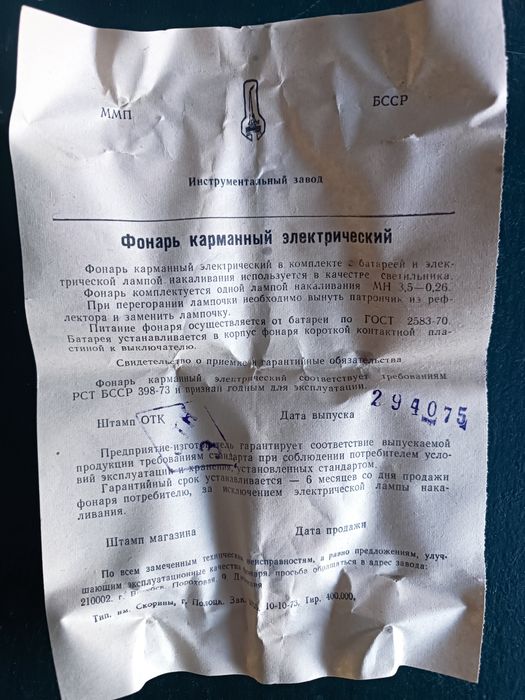 ММП
БССР
Инструментальный завод
Фонарь карманный электрический
Фонарь карманный электрический в комплекте с батареей и элек-
трической лампой накаливания используется в качестве светильника.
Фонарь комплектуется одной лампой накаливания МН 3,5—0,26.
При перегорании лампочки необходимо вынуть патрончик из реф-
лектора и заменить лампочку.
Питание фонаря осуществляется от батареи по ГОСТ 2583-70.
Батарея устанавливается в корпус фонаря короткой контактной пла-
стиной к выключателю.
Свидетельство о приемке и гарантийные обязательства
Фонарь карманный электрический соответствует требованиям
РСТ БССР 398-73 и признан годным для эксплуатации.
Штамп ОТК Дата выпуска 294075
Предприятие-изготовитель гарантирует соответствие выпускаемой
продукции требованиям стандарта при соблюдении потребителем усло-
вий эксплуатации и хранения, установленных стандартом.
Гарантийный срок устанавливается — 6 месяцев со дня продажи
фонаря потребителю, за исключением электрической лампы нака-
ливания.
Штамп магазина Дата продажи
По всем замеченным техническим неисправностям, а равно предложениям, улуч-
шающим эксплуатационные качества фонаря, просьба обращаться в адрес завода:
210002. г.
Тип. им. Скорины, г. Полоцк. Зак. 10-10-73. Тир. 400.000.